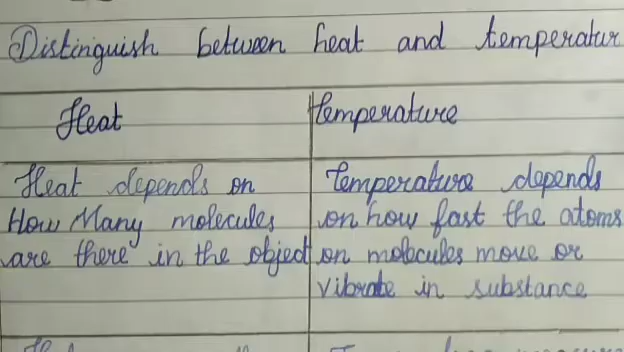 Distinguish between heat and temperatur
Heat
Temperature
Heat depends on
How Many molecules
are there in the object
Temperature depends
on how fast the atoms
on molecules move or
vibrate in substance